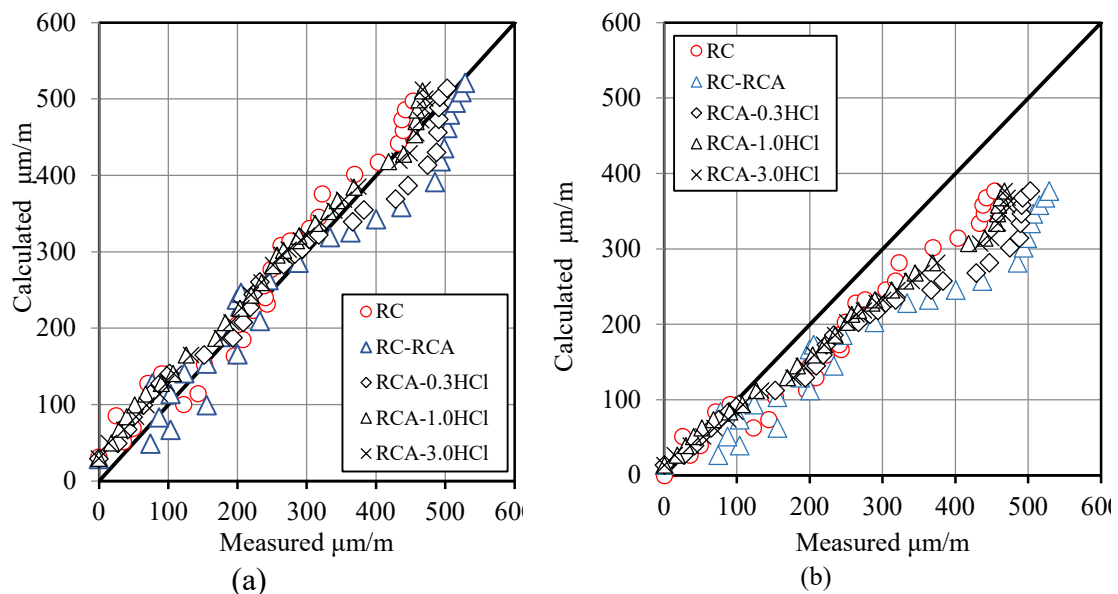 600
500
400
300
200
100
0
Calculated μm/m
RC
RC-RCA
RCA-0.3HCl
RCA-1.0HCl
RCA-3.0HCl
0 100 200 300 400 500 600
Measured μm/m
(a)
600
500
400
300
200
100
0
Calculated μm/m
RC
RC-RCA
RCA-0.3HCl
RCA-1.0HCl
RCA-3.0HCl
0 100 200 300 400 500
Measured μm/m
(b)